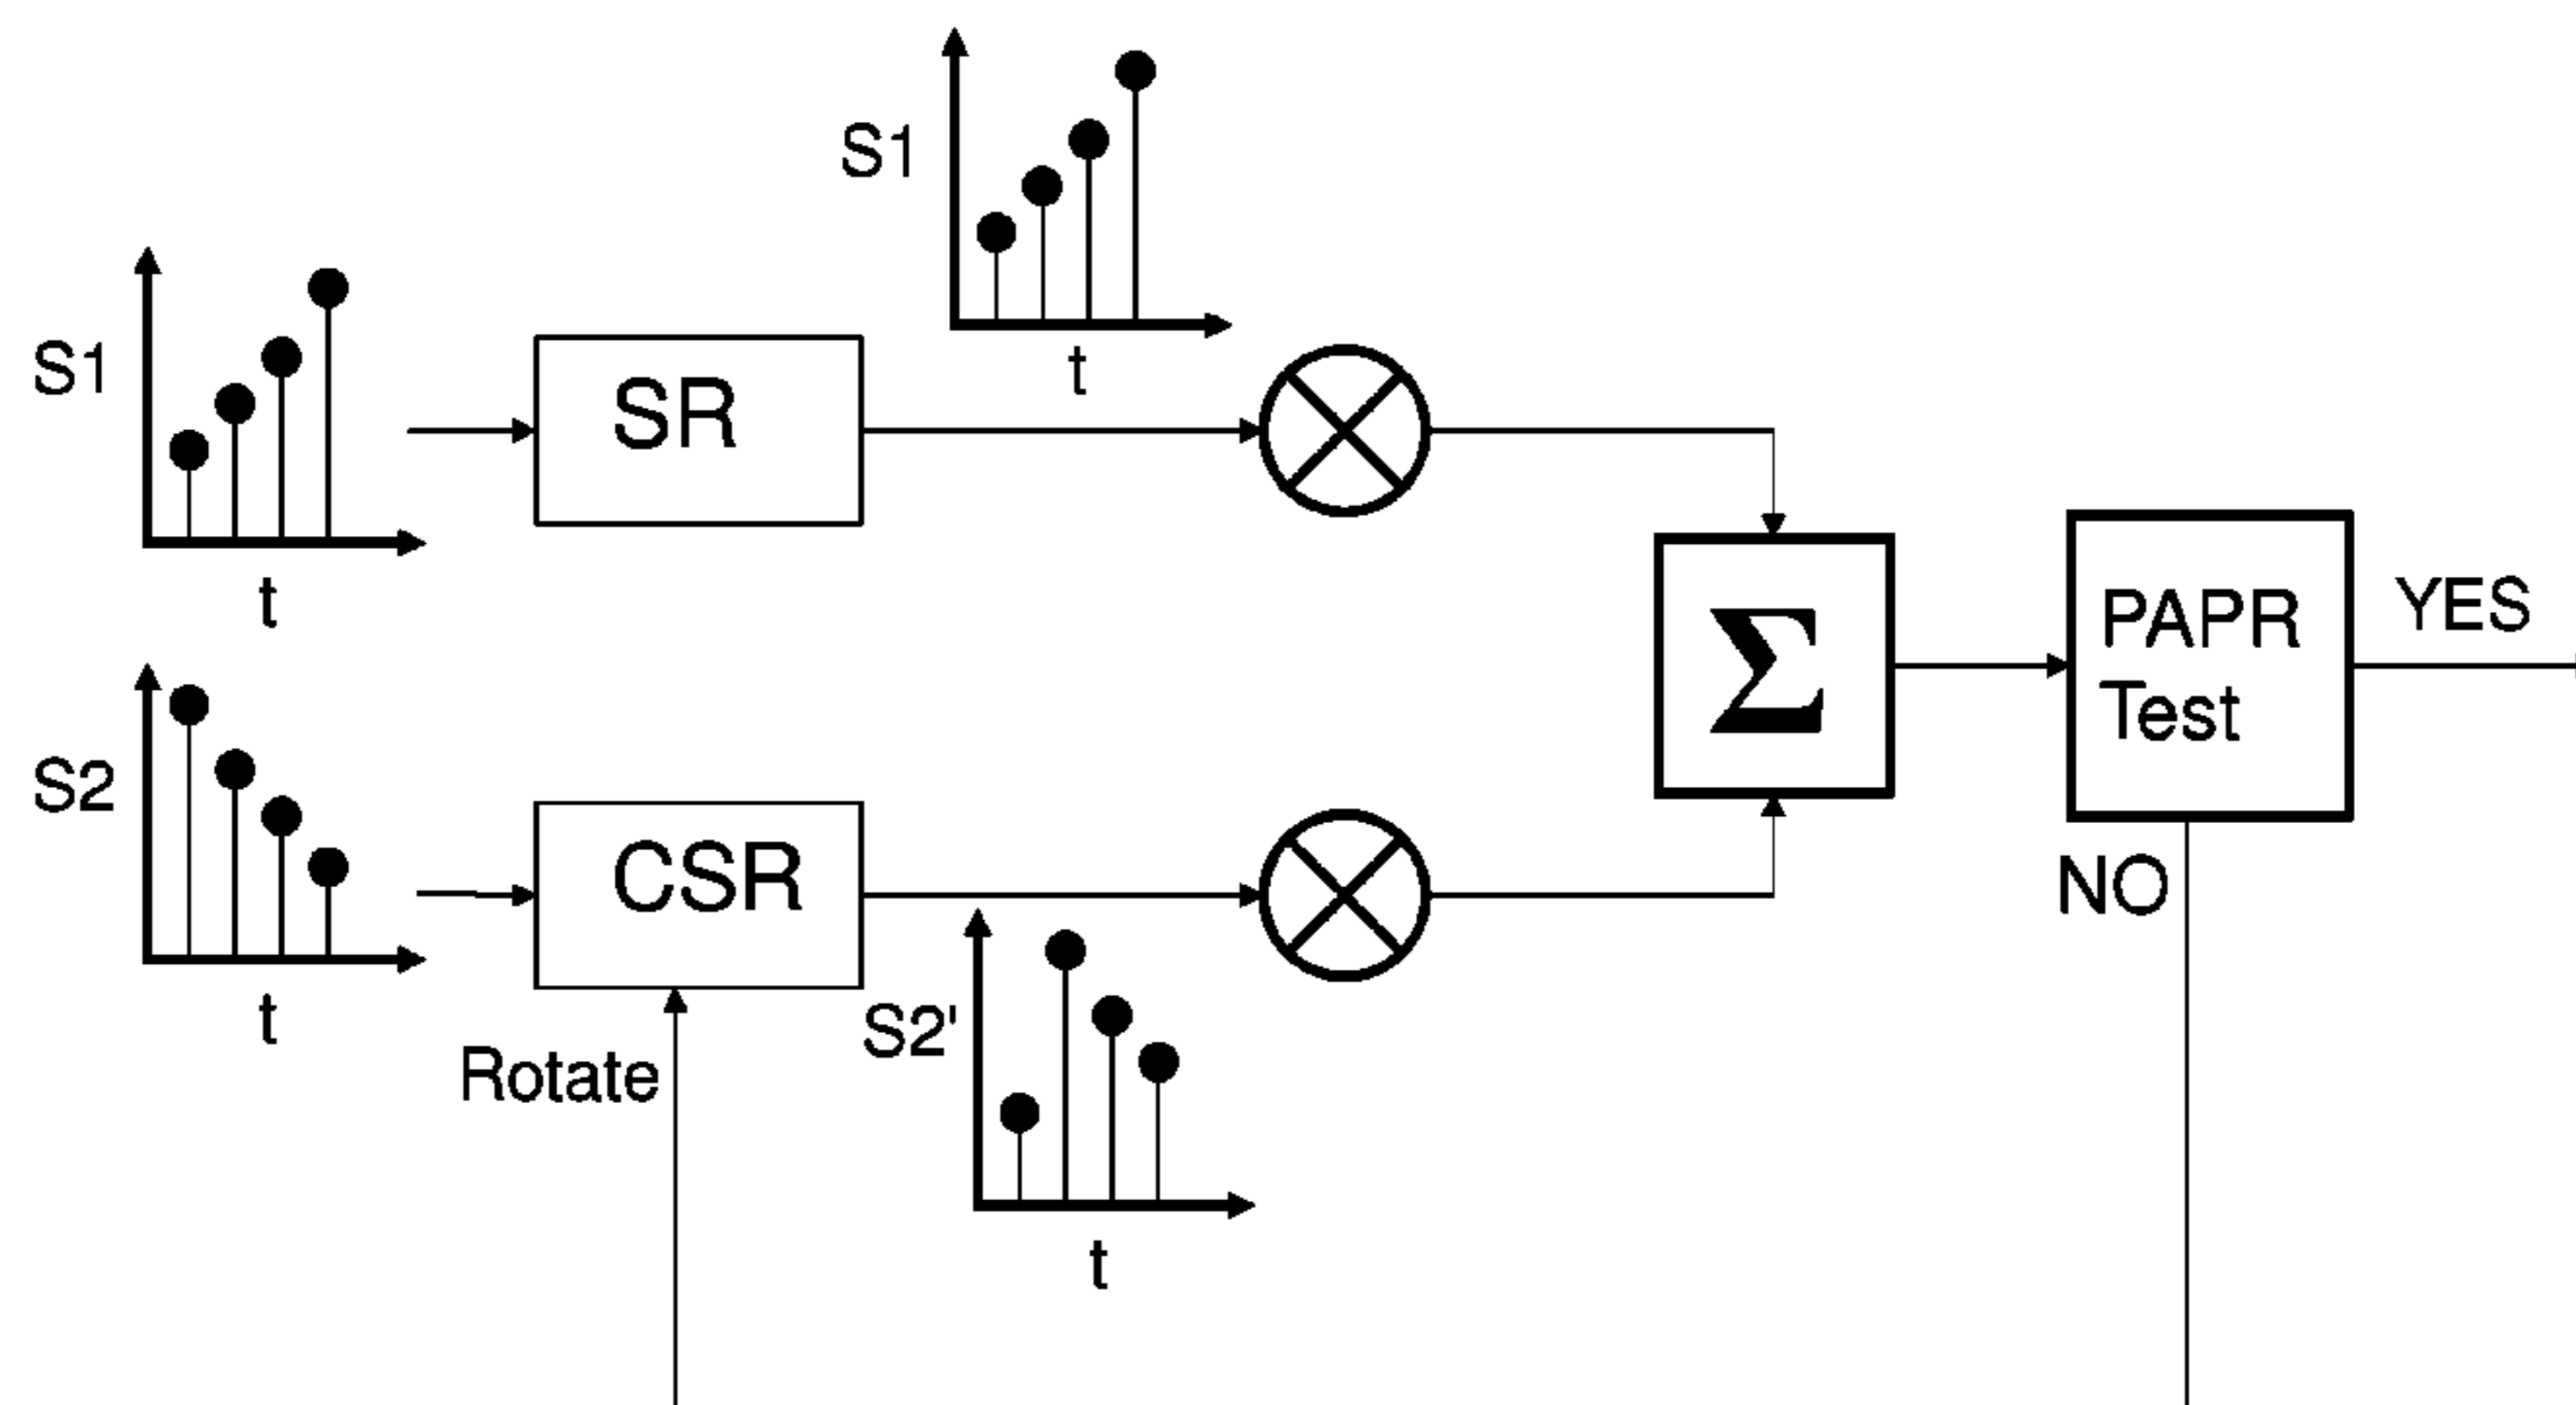 S1
t
S1
t
SR
S2
t
CSR
Rotate
S2'
t
Σ
PAPR
Test
YES
NO